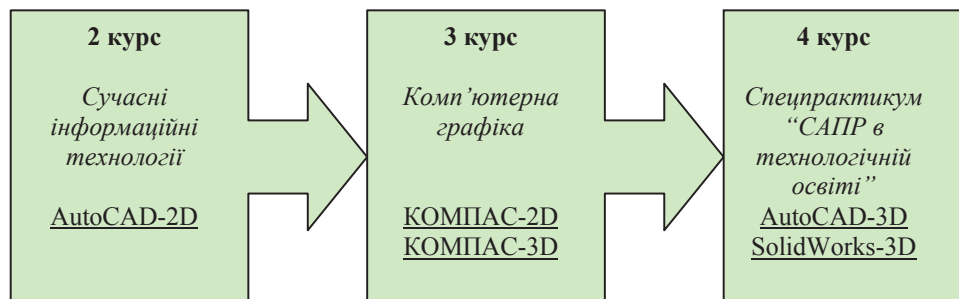 2 курс
Сучасні
інформаційні
технології
AutoCAD-2D
3 курс
Комп’ютерна
графіка
КОМПАС-2D
КОМПАС-3D
4 курс
Спецпрактикум
“САПР в
технологічній
освіті”
AutoCAD-3D
SolidWorks-3D